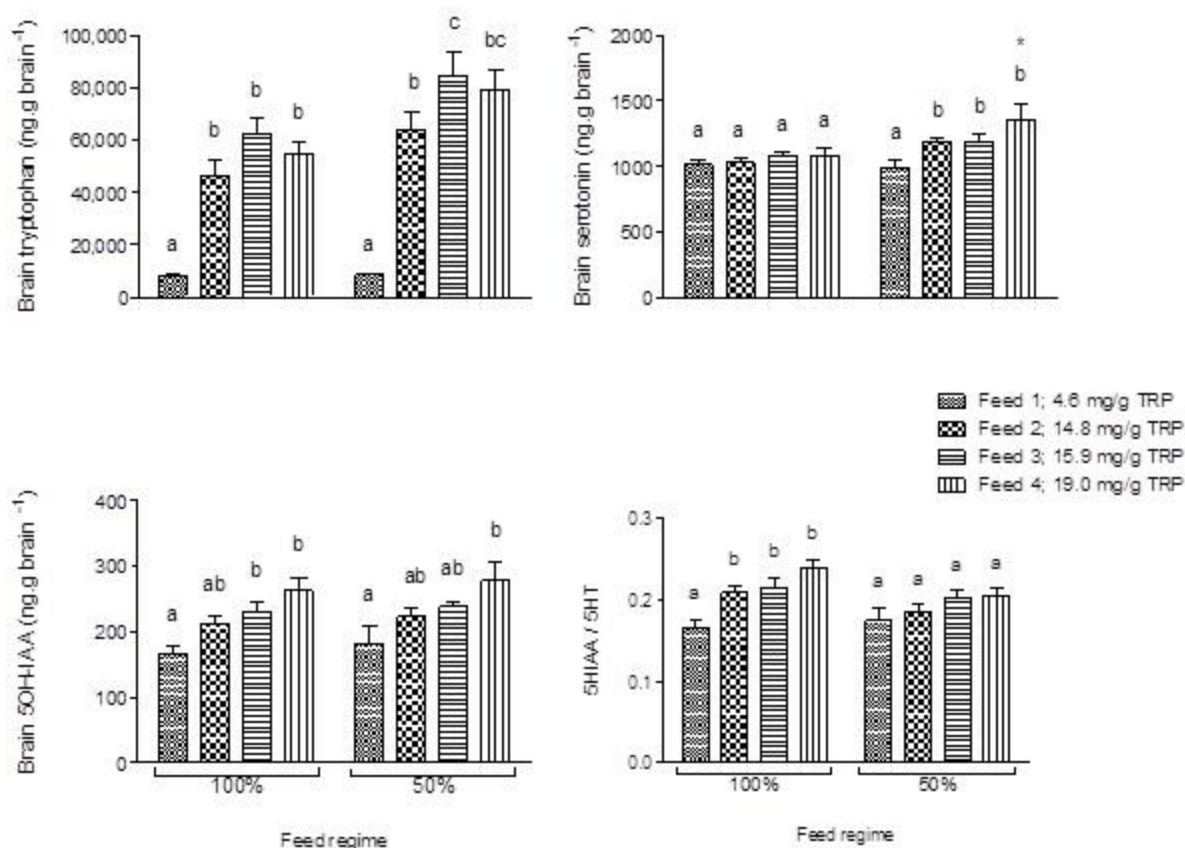 Brain tryptophan (ng.g brain⁻¹)
100,000
80,000
60,000
40,000
20,000
0
a
b
b
b
a
b
c
bc
Brain serotonin (ng.g brain⁻¹)
2000
1500
1000
500
0
a
a
a
a
a
b
b
*
b
Feed 1; 4.6 mg/g TRP
Feed 2; 14.8 mg/g TRP
Feed 3; 15.9 mg/g TRP
Feed 4; 19.0 mg/g TRP
Brain 5OH-IAA (ng.g brain⁻¹)
400
300
200
100
0
a
ab
b
b
a
ab
ab
b
100%
50%
Feed regime
5HIAA / 5HT
0.3
0.2
0.1
0.0
a
b
b
b
a
a
a
a
100%
50%
Feed regime